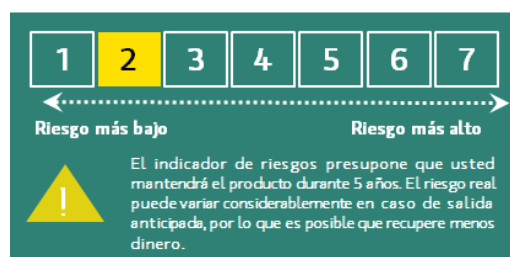 1 2 3 4 5 6 7
Riesgo más bajo Riesgo más alto
El indicador de riesgos presupone que usted
mantendrá el producto durante 5 años. El riesgo real
puede variar considerablemente en caso de salida
anticipada, por lo que es posible que recupere menos
dinero.
!